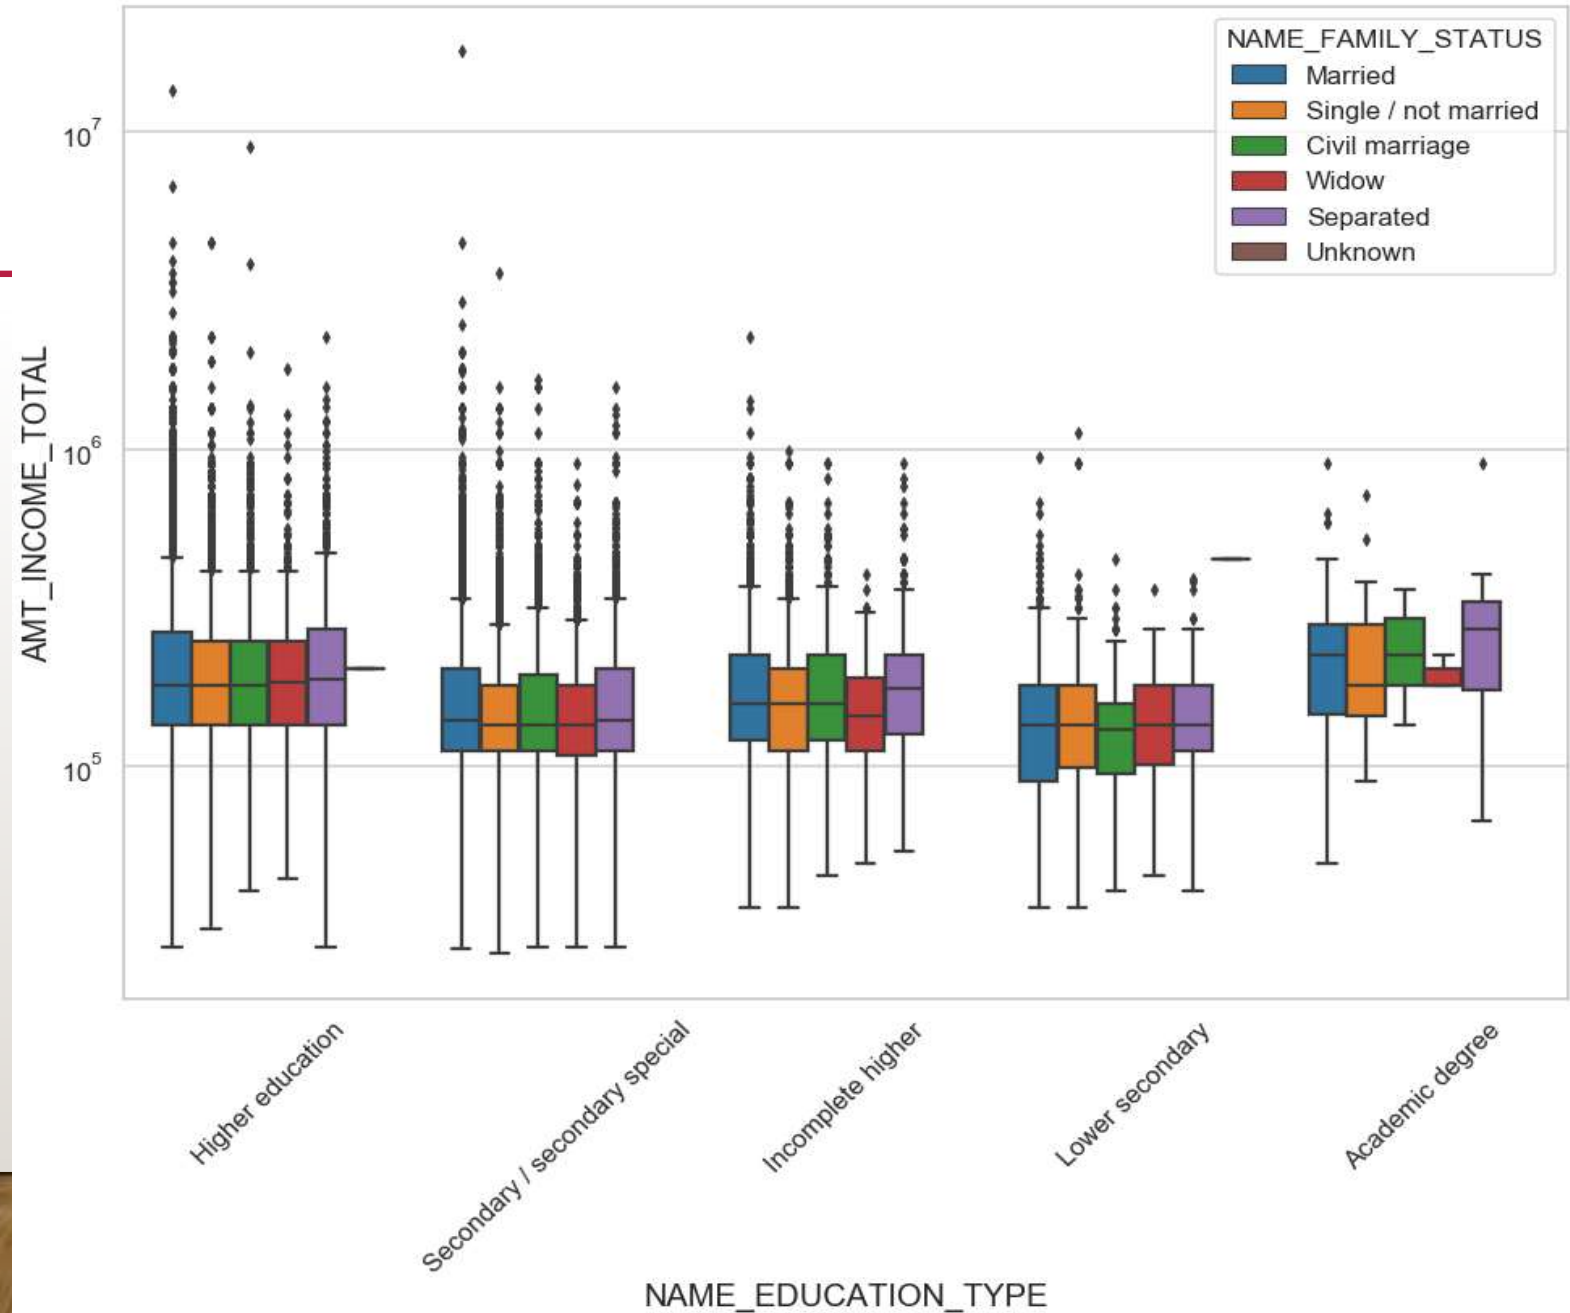 NAME_FAMILY_STATUS
Married
Single / not married
Civil marriage
Widow
Separated
Unknown
AMT_INCOME_TOTAL
10^7
10^6
10^5
Higher education
Secondary / secondary special
Incomplete higher
Lower secondary
Academic degree
NAME_EDUCATION_TYPE